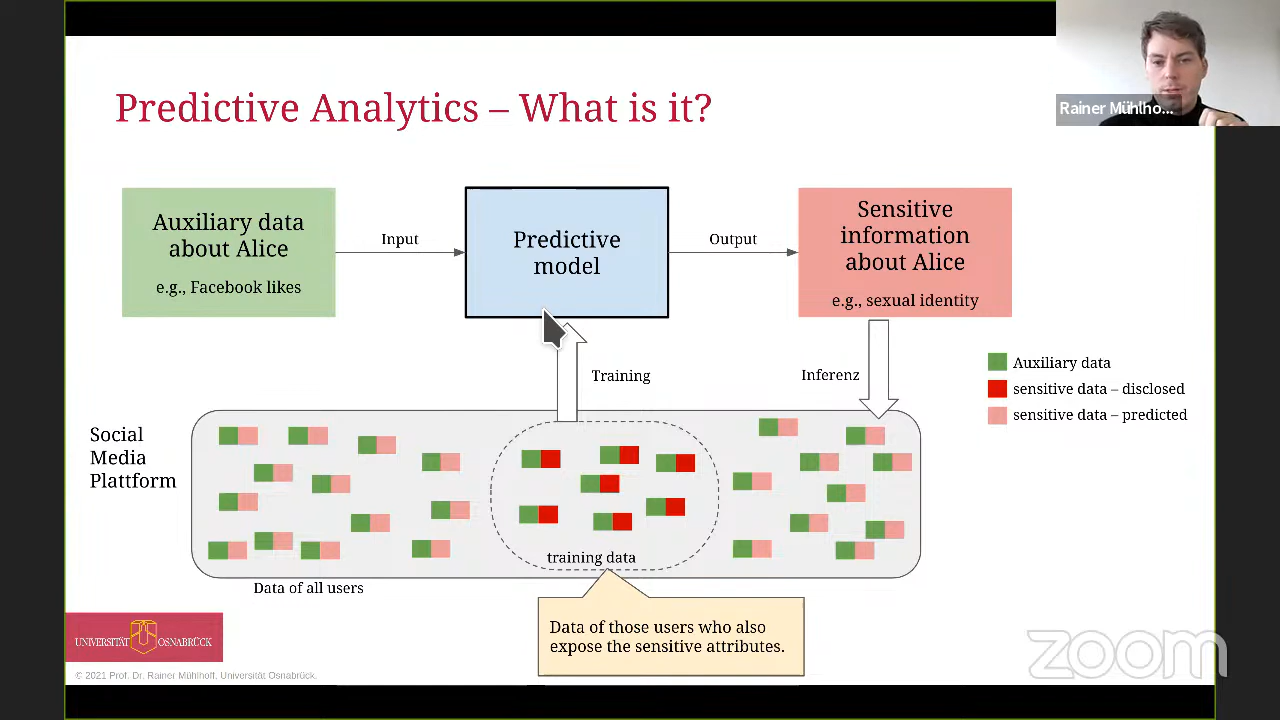 Predictive Analytics – What is it?
Rainer Mühlho...
Auxiliary data
about Alice
e.g., Facebook likes
Input
Predictive
model
Output
Sensitive
information
about Alice
e.g., sexual identity
Training
Inferenz
Auxiliary data
sensitive data – disclosed
sensitive data – predicted
Social
Media
Plattform
training data
Data of all users
Data of those users who also
expose the sensitive attributes.
UNIVERSITÄT OSNABRÜCK
© 2021 Prof. Dr. Rainer Mühlhoff, Universität Osnabrück.
zoom